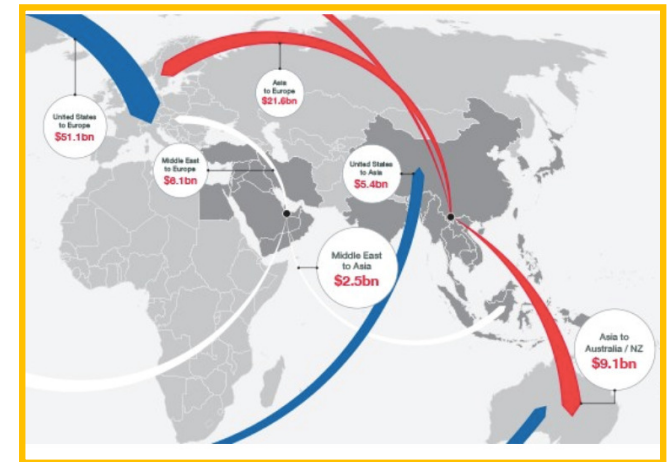 Asia
to Europe
$21.6bn
United States
to Europe
$51.1bn
Middle East
to Europe
$6.1bn
United States
to Asia
$5.4bn
Middle East
to Asia
$2.5bn
Asia to
Australia / NZ
$9.1bn